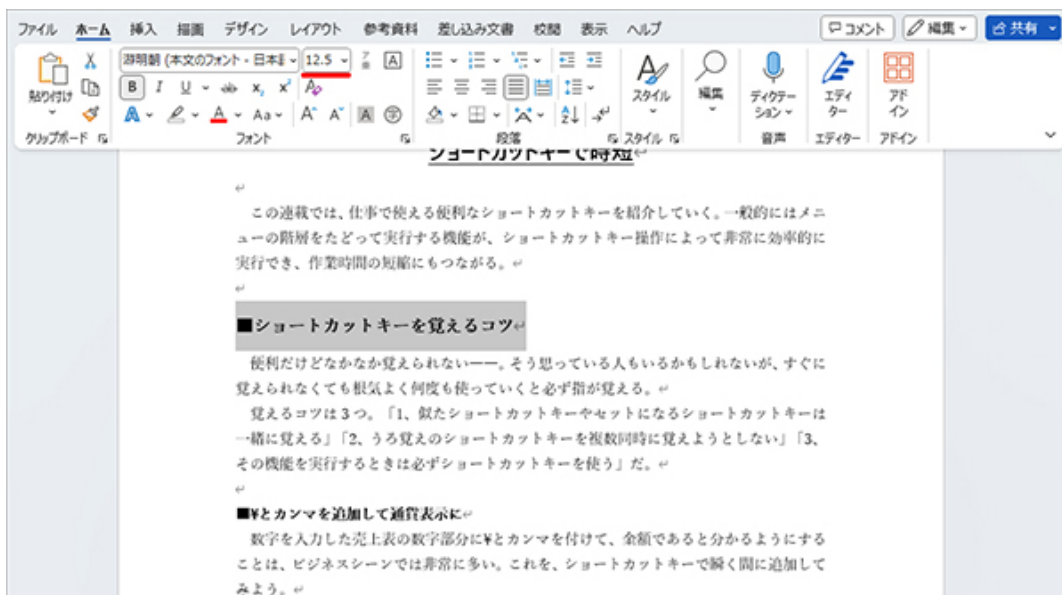 ファイル ホーム 挿入 描画 デザイン レイアウト 参考資料 差し込み文書 校閲 表示 ヘルプ コメント 編集 共有
游明朝 (本文のフォント - 日本語 12.5
貼り付け B I U ab x₂ x² A スタイル 編集 ディクテーション エディター アドイン
A A Aa A A A 字
クリップボード フォント 段落 スタイル 音声 エディター アドイン
ショートカットキーで時短
この連載では、仕事で使える便利なショートカットキーを紹介していく。一般的にはメニ
ューの階層をたどって実行する機能が、ショートカットキー操作によって非常に効率的に
実行でき、作業時間の短縮にもつながる。
■ショートカットキーを覚えるコツ
便利だけどなかなか覚えられない――。そう思っている人もいるかもしれないが、すぐに
覚えられなくても根気よく何度も使っていくと必ず指が覚える。
覚えるコツは3つ。「1、似たショートカットキーやセットになるショートカットキーは
一緒に覚える」「2、うろ覚えのショートカットキーを複数同時に覚えようとしない」「3、
その機能を実行するときは必ずショートカットキーを使う」だ。
■¥とカンマを追加して通貨表示に
数字を入力した売上表の数字部分に¥とカンマを付けて、金額であると分かるようにする
ことは、ビジネスシーンでは非常に多い。これを、ショートカットキーで瞬く間に追加して
みよう。